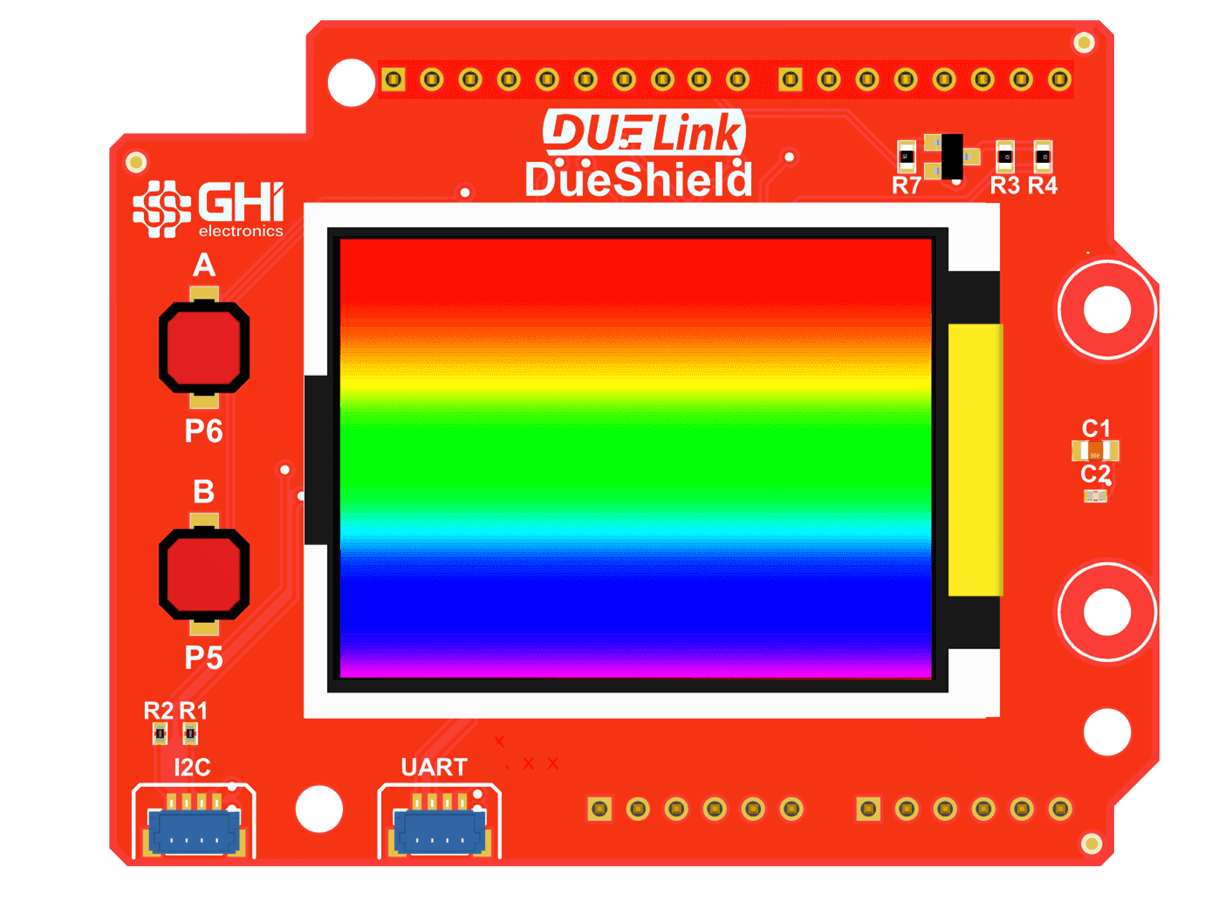 DUELink
DueShield
GHI
electronics
R7
R3 R4
A
P6
B
P5
C1
C2
R2 R1
I2C
UART
x
x x